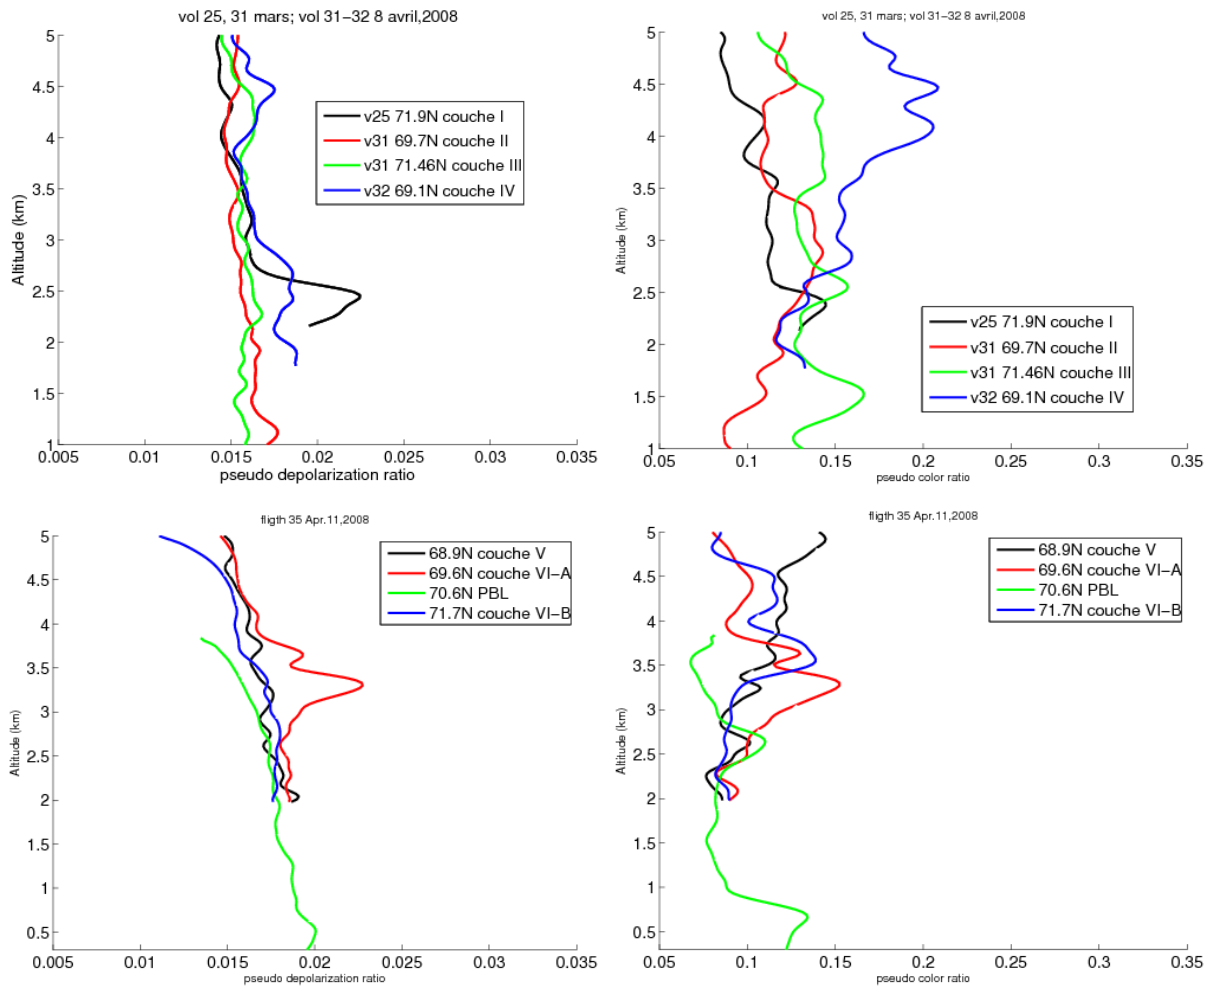 vol 25, 31 mars; vol 31−32 8 avril,2008
5
4.5
4
3.5
3
2.5
2
1.5
1
Altitude (km)
v25 71.9N couche I
v31 69.7N couche II
v31 71.46N couche III
v32 69.1N couche IV
0.005 0.01 0.015 0.02 0.025 0.03 0.035
pseudo depolarization ratio
vol 25, 31 mars; vol 31−32 8 avril,2008
5
4.5
4
3.5
3
2.5
2
1.5
1
Altitude (km)
v25 71.9N couche I
v31 69.7N couche II
v31 71.46N couche III
v32 69.1N couche IV
0.05 0.1 0.15 0.2 0.25 0.3 0.35
pseudo color ratio
fligth 35 Apr.11,2008
5
4.5
4
3.5
3
2.5
2
1.5
1
0.5
Altitude (km)
68.9N couche V
69.6N couche VI−A
70.6N PBL
71.7N couche VI−B
0.005 0.01 0.015 0.02 0.025 0.03 0.035
pseudo depolarization ratio
fligth 35 Apr.11,2008
5
4.5
4
3.5
3
2.5
2
1.5
1
0.5
Altitude (km)
68.9N couche V
69.6N couche VI−A
70.6N PBL
71.7N couche VI−B
0.05 0.1 0.15 0.2 0.25 0.3 0.35
pseudo color ratio